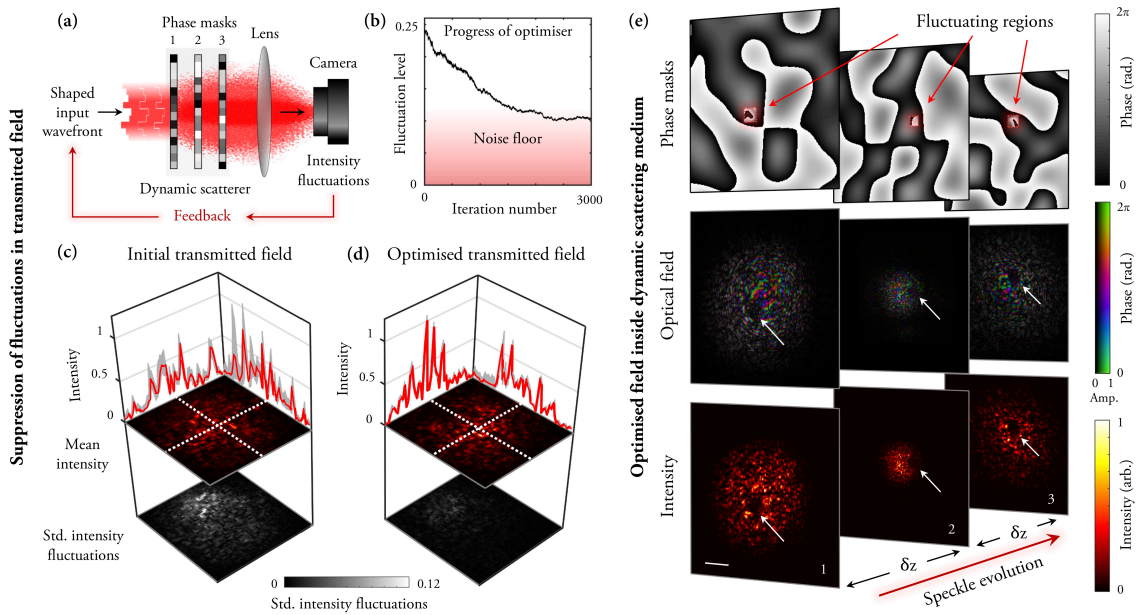 Suppression of fluctuations in transmitted field
(a)
Phase masks
1 2 3
Lens
Camera
Shaped
input
wavefront
Dynamic scatterer
Intensity
fluctuations
Feedback
(b)
0.25
0
Fluctuation level
Progress of optimiser
Noise floor
0
3000
Iteration number
(c)
Initial transmitted field
1
0.5
0
Intensity
Mean
intensity
Std. intensity
fluctuations
(d)
Optimised transmitted field
1
0.5
0
Intensity
0
0.12
Std. intensity fluctuations
Optimised field inside dynamic scattering medium
(e)
Fluctuating regions
Phase masks
2π
Phase (rad.)
0
Optical field
2π
Phase (rad.)
0
0 1
Amp.
Intensity
1
2
3
δz
δz
Speckle evolution
1
Intensity (arb.)
0